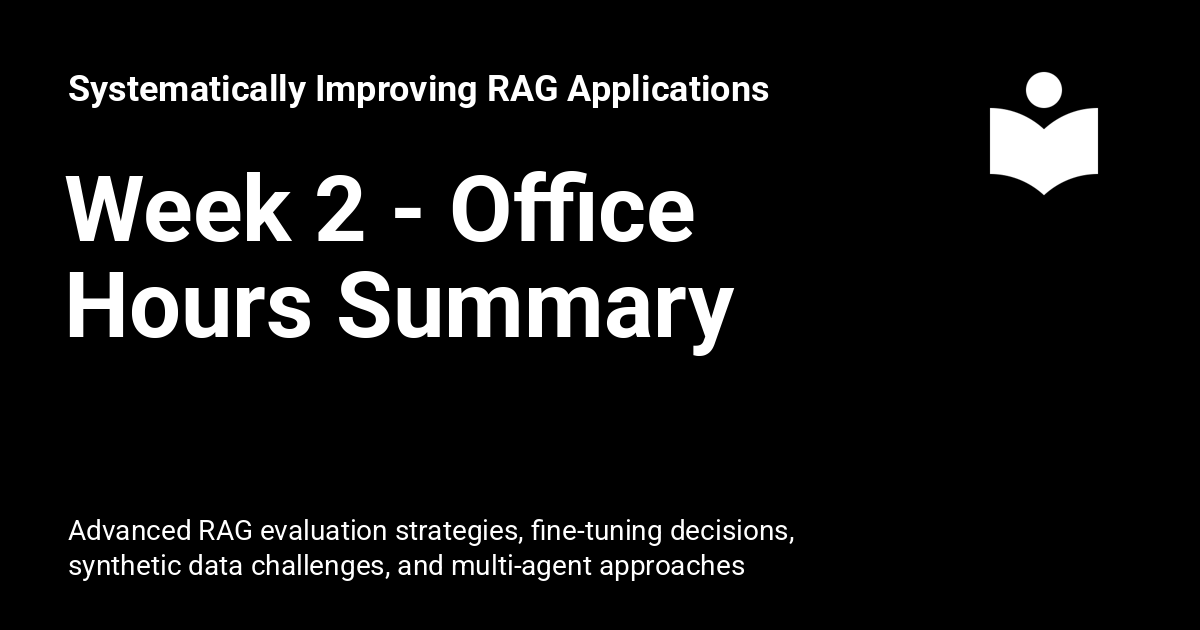 Systematically Improving RAG Applications
Week 2 - Office
Hours Summary
Advanced RAG evaluation strategies, fine-tuning decisions,
synthetic data challenges, and multi-agent approaches